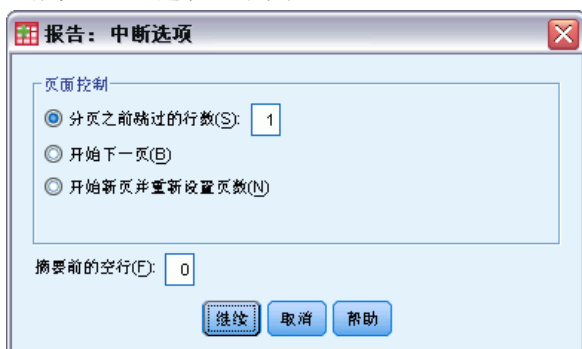 报告：中断选项
页面控制
分页之前跳过的行数(S): 1
开始下一页(B)
开始新页并重新设置页数(N)
摘要前的空行(F): 0
继续 取消 帮助